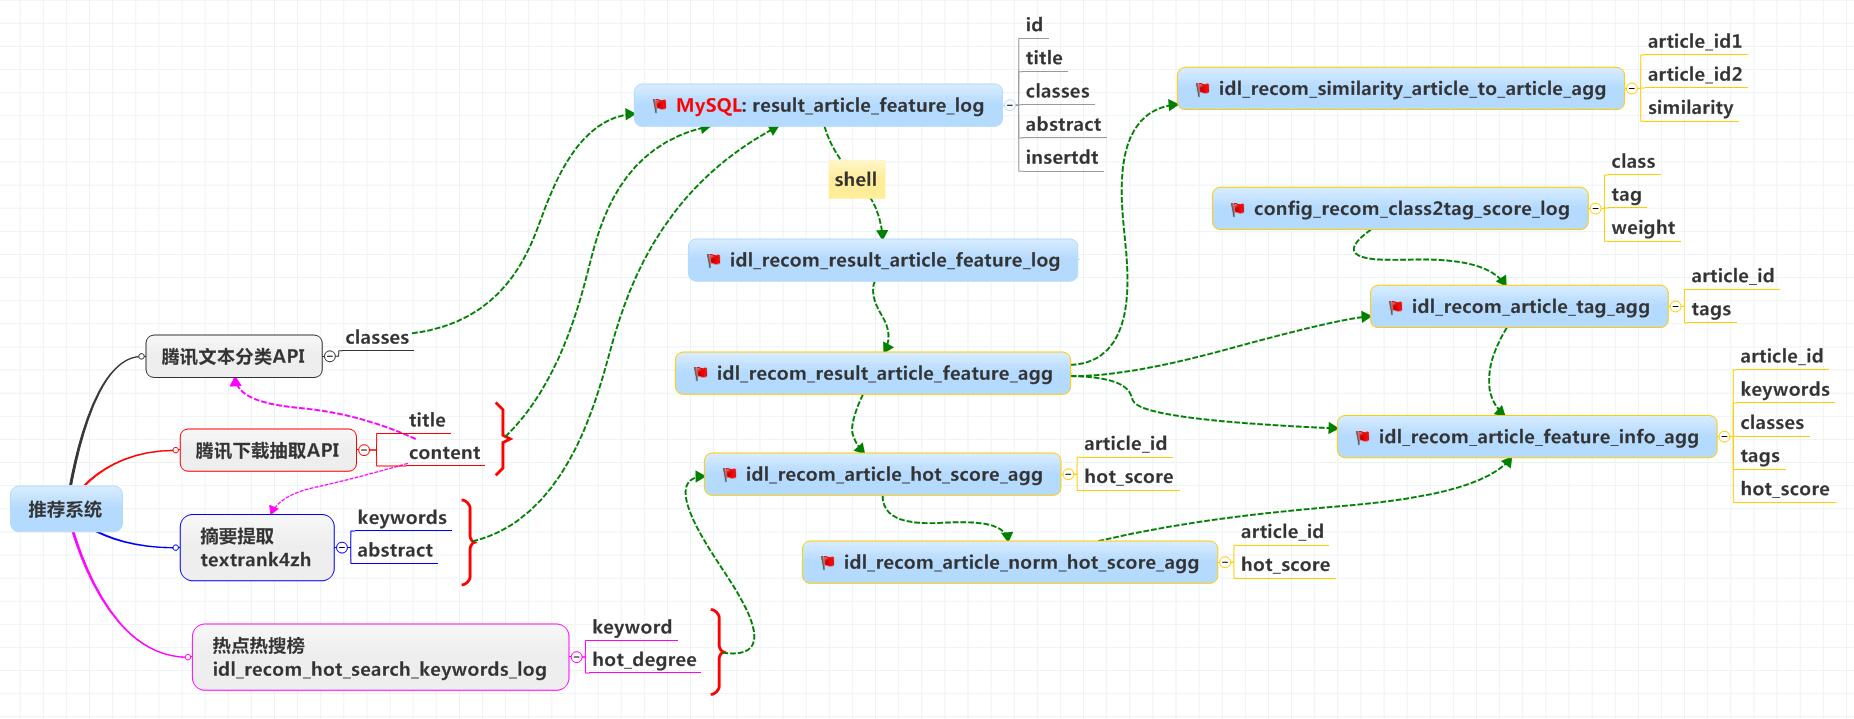 推荐系统
腾讯文本分类API
classes
腾讯下载抽取API
title
content
摘要提取
textrank4zh
keywords
abstract
热点热搜榜
idl_recom_hot_search_keywords_log
keyword
hot_degree
MySQL: result_article_feature_log
id
title
classes
abstract
insertdt
shell
idl_recom_result_article_feature_log
idl_recom_result_article_feature_agg
idl_recom_article_hot_score_agg
article_id
hot_score
idl_recom_article_norm_hot_score_agg
article_id
hot_score
idl_recom_similarity_article_to_article_agg
article_id1
article_id2
similarity
config_recom_class2tag_score_log
class
tag
weight
idl_recom_article_tag_agg
article_id
tags
idl_recom_article_feature_info_agg
article_id
keywords
classes
tags
hot_score